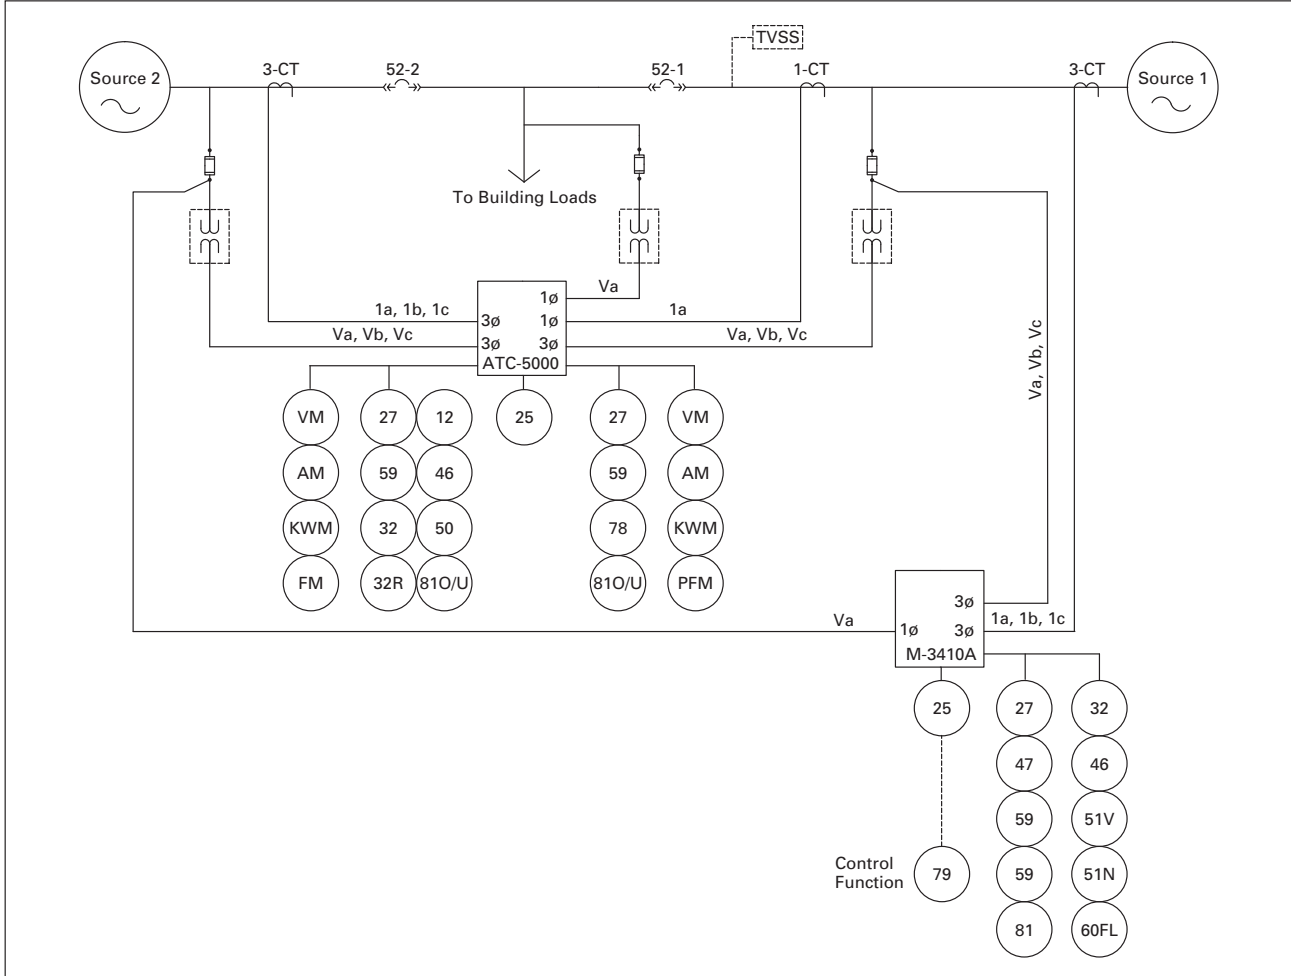 TVSS
Source 2
3-CT
52-2
52-1
1-CT
3-CT
Source 1
To Building Loads
Va
1ø
1a, 1b, 1c
3ø
1ø
1a
Va, Vb, Vc
3ø
3ø
Va, Vb, Vc
ATC-5000
Va, Vb, Vc
VM
27
12
25
27
VM
AM
59
46
59
AM
KWM
32
50
78
KWM
FM
32R
81O/U
81O/U
PFM
3ø
Va
1ø
3ø
1a, 1b, 1c
M-3410A
25
27
32
47
46
59
51V
Control
Function
79
59
51N
81
60FL